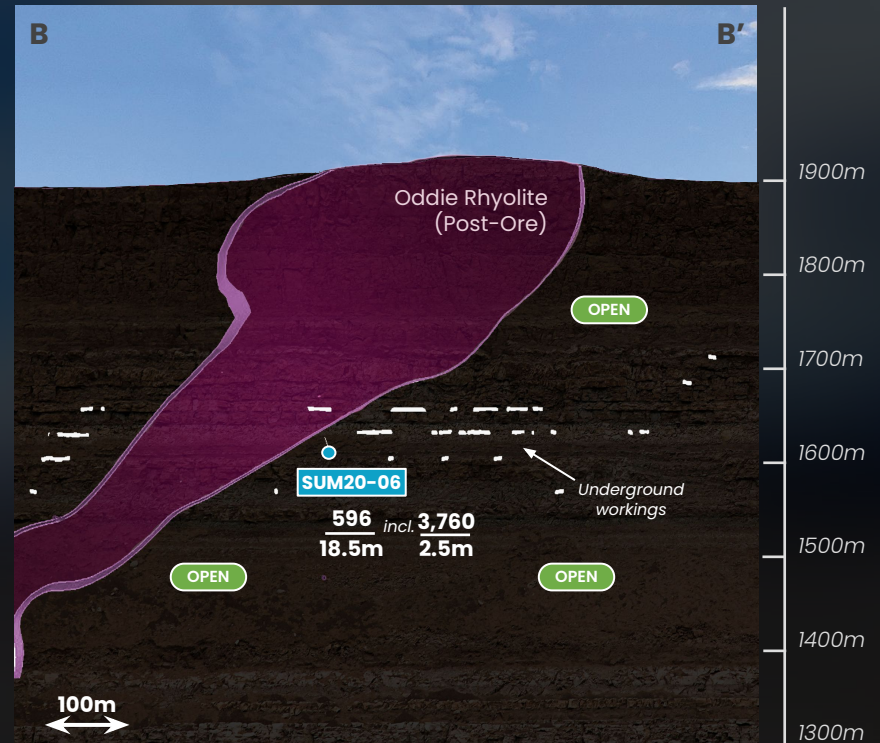 B
B’
Oddie Rhyolite
(Post-Ore)
1900m
1800m
OPEN
1700m
1600m
SUM20-06
Underground
workings
596 incl. 3,760
18.5m 2.5m
1500m
OPEN
OPEN
1400m
100m
1300m